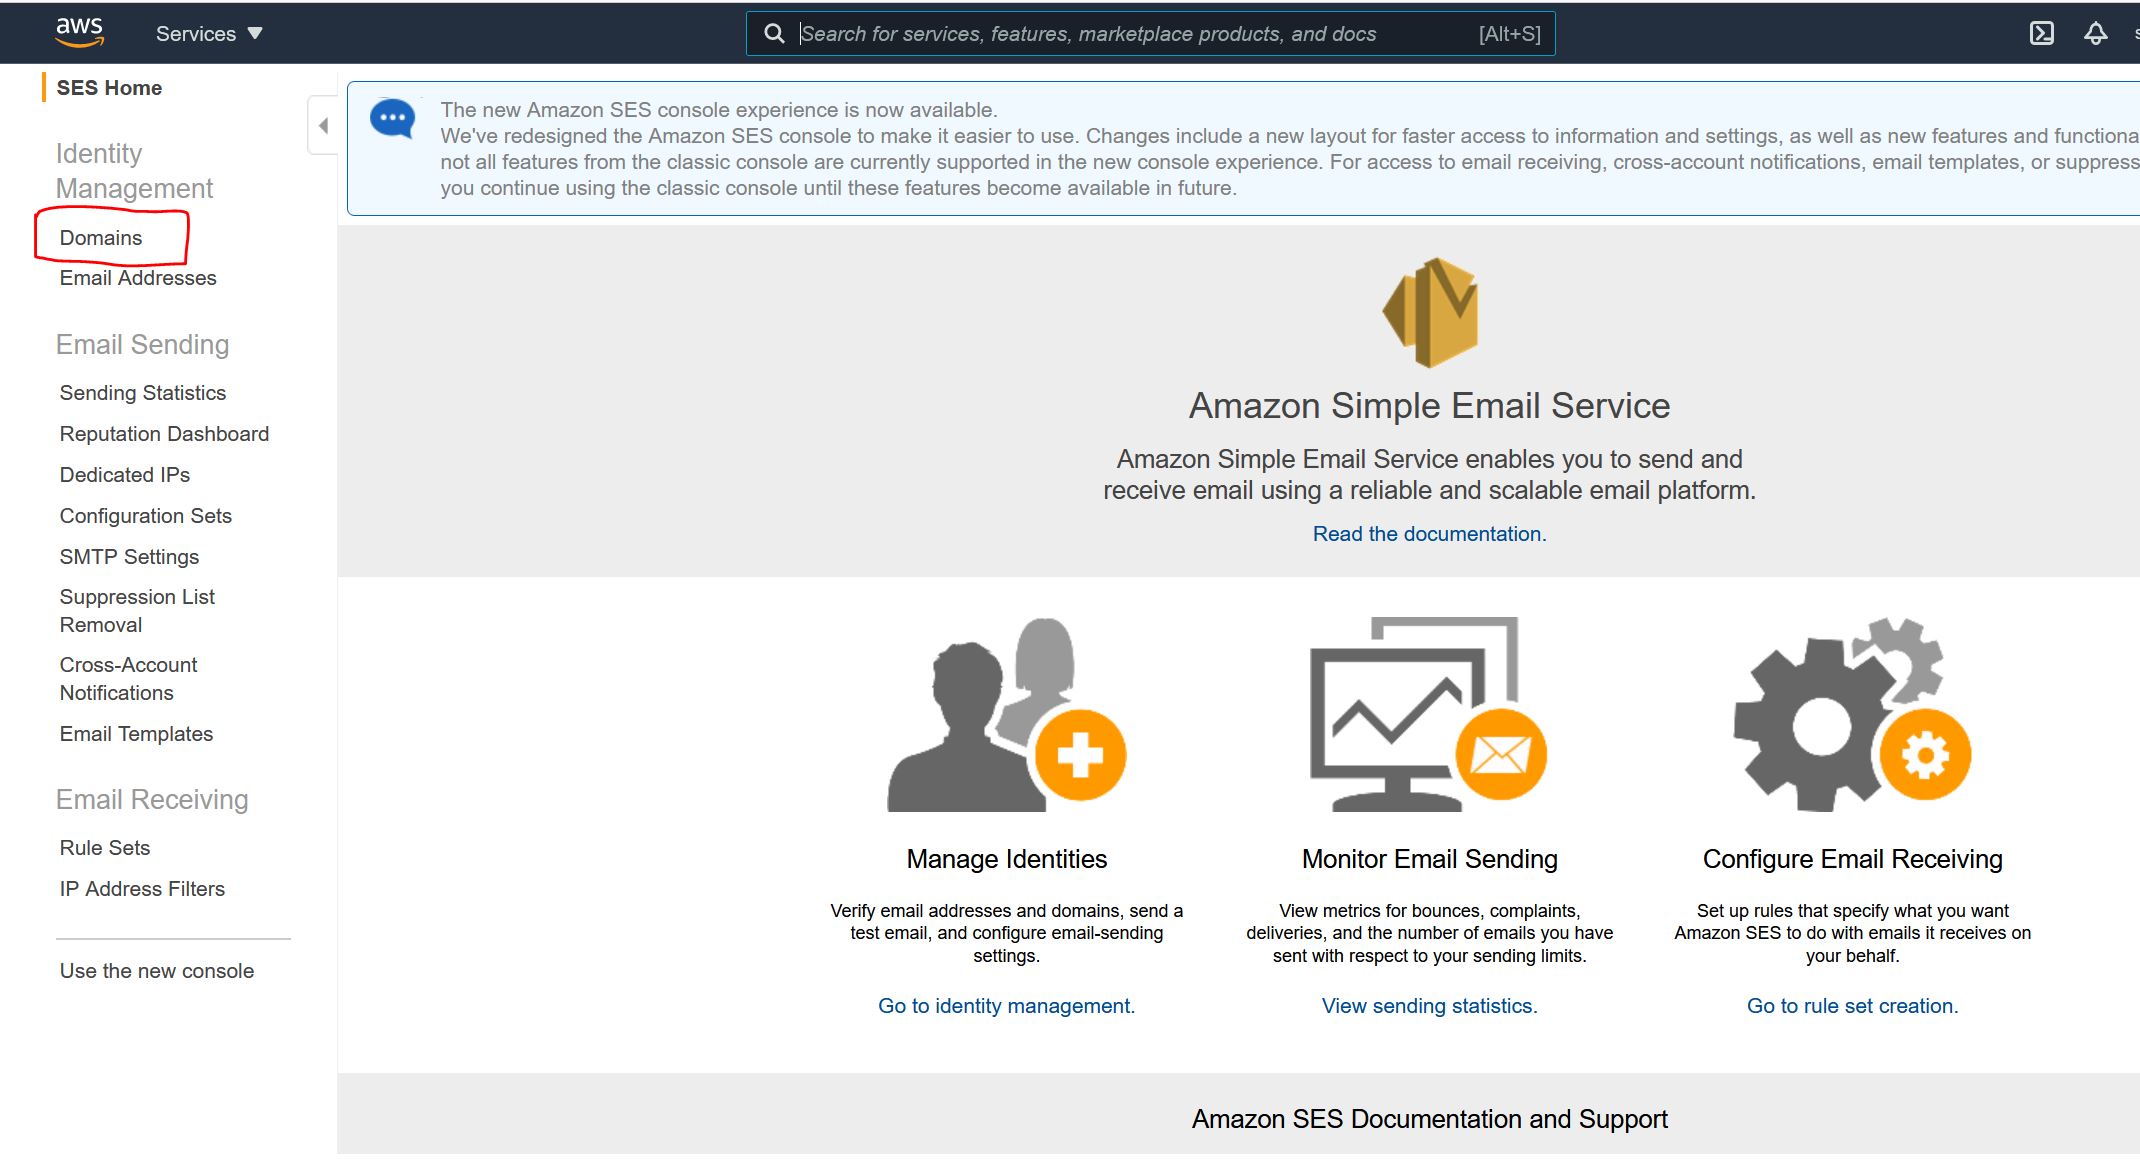 aws
Services
Search for services, features, marketplace products, and docs
[Alt+S]
SES Home
Identity
Management
Domains
Email Addresses
Email Sending
Sending Statistics
Reputation Dashboard
Dedicated IPs
Configuration Sets
SMTP Settings
Suppression List
Removal
Cross-Account
Notifications
Email Templates
Email Receiving
Rule Sets
IP Address Filters
Use the new console
The new Amazon SES console experience is now available.
We've redesigned the Amazon SES console to make it easier to use. Changes include a new layout for faster access to information and settings, as well as new features and functiona
not all features from the classic console are currently supported in the new console experience. For access to email receiving, cross-account notifications, email templates, or suppress
you continue using the classic console until these features become available in future.
Amazon Simple Email Service
Amazon Simple Email Service enables you to send and
receive email using a reliable and scalable email platform.
Read the documentation.
Manage Identities
Verify email addresses and domains, send a
test email, and configure email-sending
settings.
Go to identity management.
Monitor Email Sending
View metrics for bounces, complaints,
deliveries, and the number of emails you have
sent with respect to your sending limits.
View sending statistics.
Configure Email Receiving
Set up rules that specify what you want
Amazon SES to do with emails it receives on
your behalf.
Go to rule set creation.
Amazon SES Documentation and Support